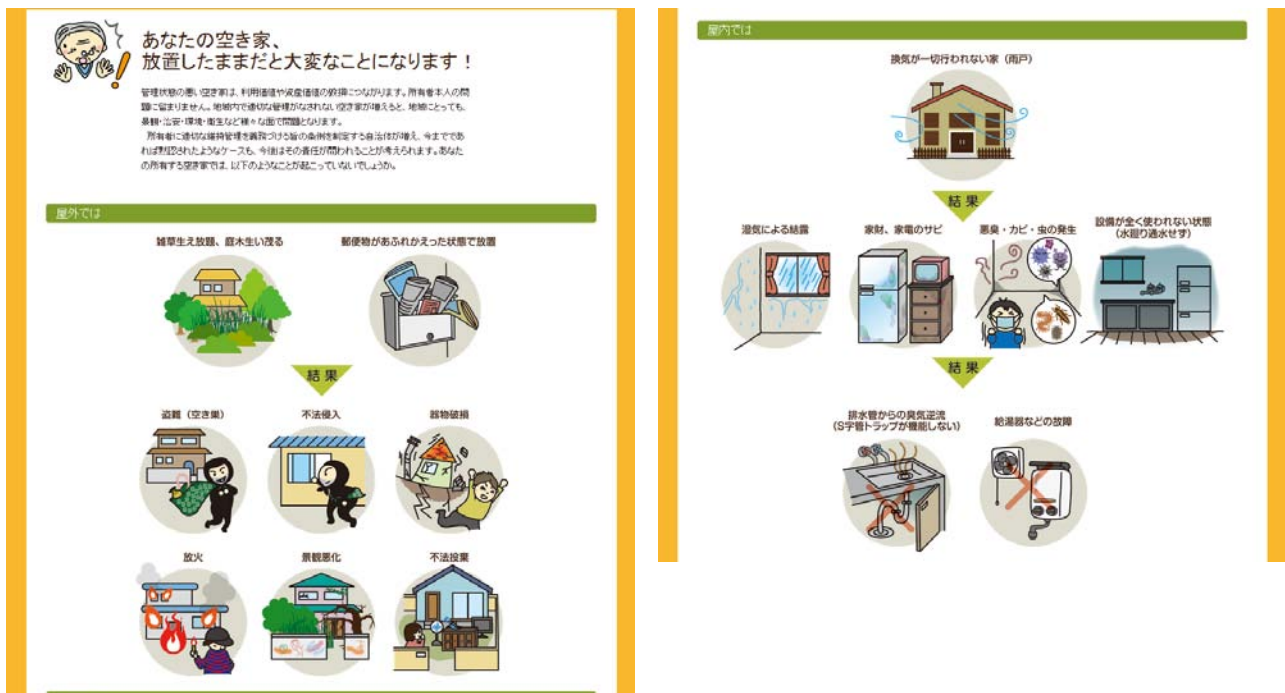 あなたの空き家、
放置したままだと大変なことになります！
管理状態の悪い空き家は、利用価値や資産価値の毀損につながります。所有者本人の問
題に留まりません。地域内で適切な管理がなされない空き家が増えると、地域にとっても、
景観・治安・環境・衛生など様々な面で問題となります。
所有者に適切な維持管理を義務づける旨の条例を制定する自治体が増え、今までであ
れば黙認されたようなケースも、今後はその責任が問われることが考えられます。あなた
の所有する空き家では、以下のようなことが起こっていないでしょうか。
屋外では
雑草生え放題、庭木生い茂る
郵便物があふれかえった状態で放置
結果
盗難（空き巣）
不法侵入
器物破損
放火
景観悪化
不法投棄
屋内では
換気が一切行われない家（雨戸）
結果
湿気による結露
家財、家電のサビ
悪臭・カビ・虫の発生
設備が全く使われない状態
（水廻り通水せず）
結果
排水管からの臭気逆流
（S字管トラップが機能しない）
給湯器などの故障